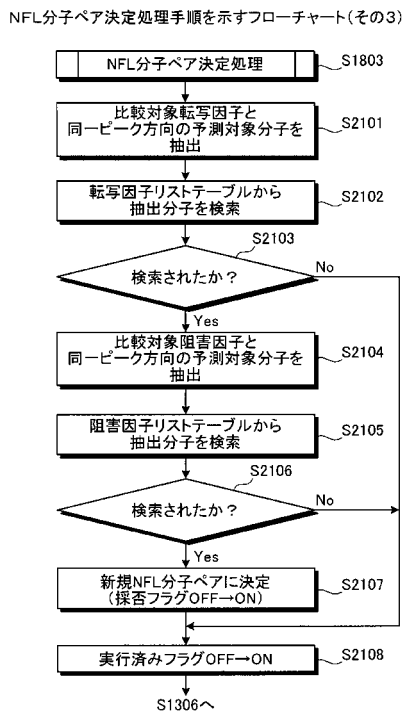 NFL分子ペア決定処理手順を示すフローチャート(その3)
NFL分子ペア決定処理
S1803
比較対象転写因子と
同一ピーク方向の予測対象分子を
抽出
S2101
転写因子リストテーブルから
抽出分子を検索
S2102
S2103
検索されたか？
No
Yes
比較対象阻害因子と
同一ピーク方向の予測対象分子を
抽出
S2104
阻害因子リストテーブルから
抽出分子を検索
S2105
S2106
検索されたか？
No
Yes
新規NFL分子ペアに決定
(採否フラグOFF→ON)
S2107
実行済みフラグOFF→ON
S2108
S1306へ